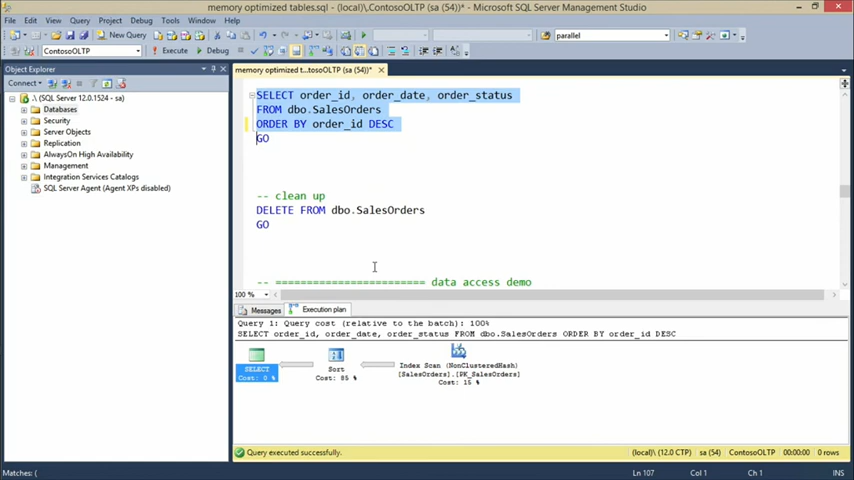 memory optimized tables.sql - (local)\.ContosoOLTP (sa (54))* - Microsoft SQL Server Management Studio
File Edit View Query Project Debug Tools Window Help
New Query parallel
ContosoOLTP Execute Debug
Object Explorer
memory optimized t...tosoOLTP (sa (54))*
Connect
.\ (SQL Server 12.0.1524 - sa)
Databases
Security
Server Objects
Replication
AlwaysOn High Availability
Management
Integration Services Catalogs
SQL Server Agent (Agent XPs disabled)
SELECT order_id, order_date, order_status
FROM dbo.SalesOrders
ORDER BY order_id DESC
GO
-- clean up
DELETE FROM dbo.SalesOrders
GO
-- ======================== data access demo
100 %
Messages Execution plan
Query 1: Query cost (relative to the batch): 100%
SELECT order_id, order_date, order_status FROM dbo.SalesOrders ORDER BY order_id DESC
SELECT
Cost: 0 %
Sort
Cost: 85 %
Index Scan (NonClusteredHash)
[SalesOrders].[PK_SalesOrders]
Cost: 15 %
Query executed successfully. (local)\ (12.0 CTP) sa (54) ContosoOLTP 00:00:00 0 rows
Matches: ( Ln 107 Col 1 Ch 1 INS